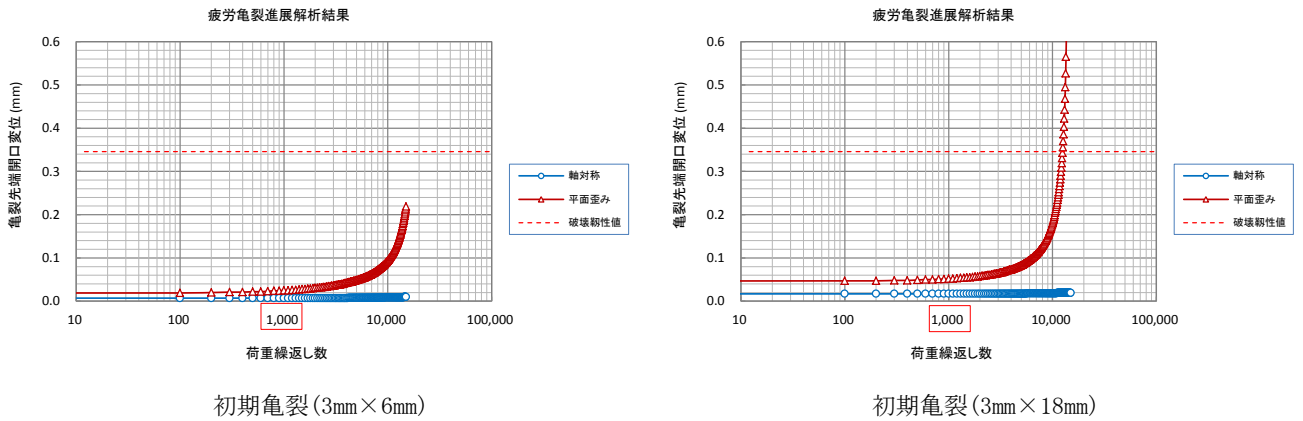 疲労亀裂進展解析結果
亀裂先端開口変位(mm)
0.6
0.5
0.4
0.3
0.2
0.1
0.0
10
100
1,000
10,000
100,000
荷重繰返し数
軸対称
平面歪み
破壊靱性値
初期亀裂(3mm×6mm)
疲労亀裂進展解析結果
亀裂先端開口変位(mm)
0.6
0.5
0.4
0.3
0.2
0.1
0.0
10
100
1,000
10,000
100,000
荷重繰返し数
軸対称
平面歪み
破壊靱性値
初期亀裂(3mm×18mm)